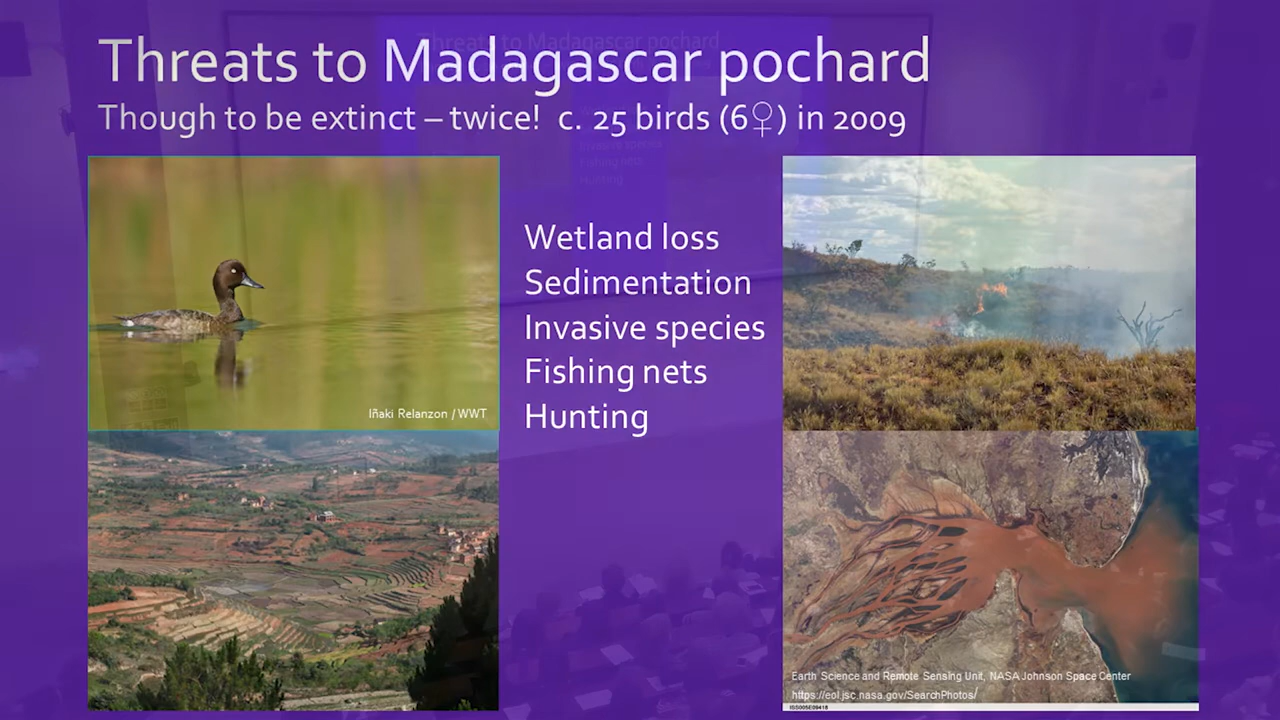 Threats to Madagascar pochard
Though to be extinct – twice!  c. 25 birds (6♀) in 2009
Wetland loss
Sedimentation
Invasive species
Fishing nets
Hunting
Iñaki Relanzon / WWT
Earth Science and Remote Sensing Unit, NASA Johnson Space Center
https://eol.jsc.nasa.gov/SearchPhotos/
ISS005E09418